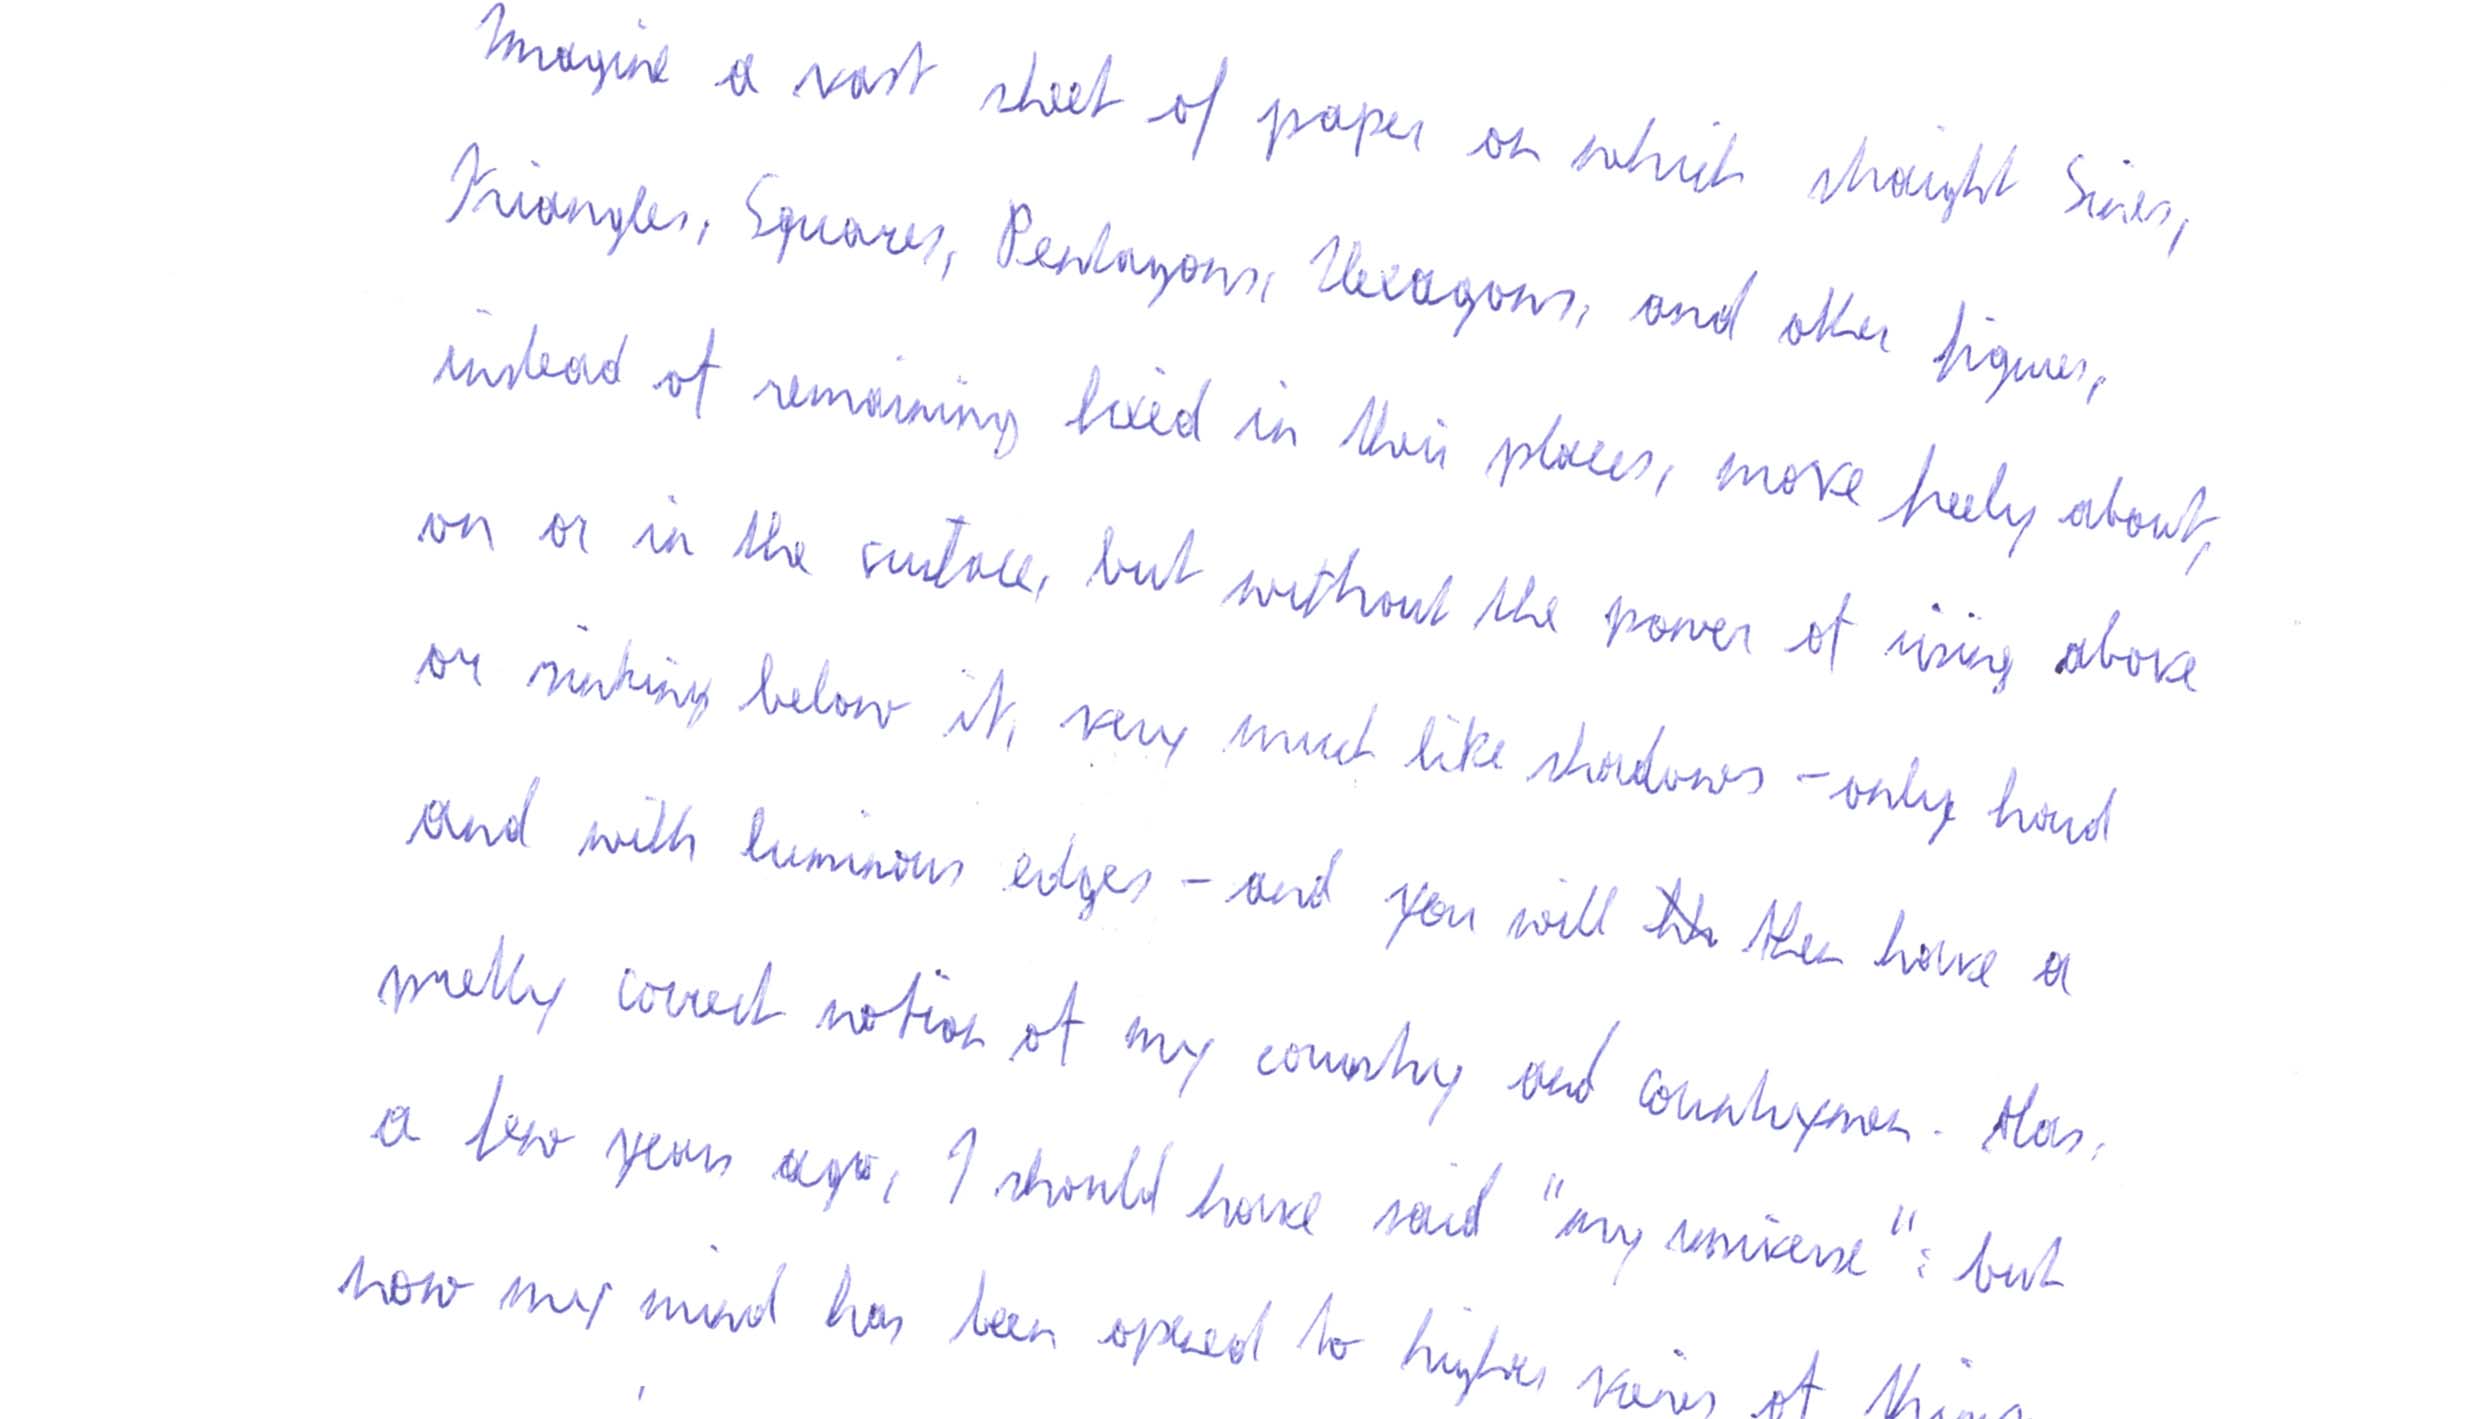 Imagine a vast sheet of paper on which straight Lines,
Triangles, Squares, Pentagons, Hexagons, and other figures,
instead of remaining fixed in their places, move freely about,
on or in the surface, but without the power of rising above
or sinking below it, very much like shadows - only hard
and with luminous edges - and you will then have a
pretty correct notion of my country and countrymen. Alas,
a few years ago, I should have said "my universe": but
now my mind has been opened to higher views of things